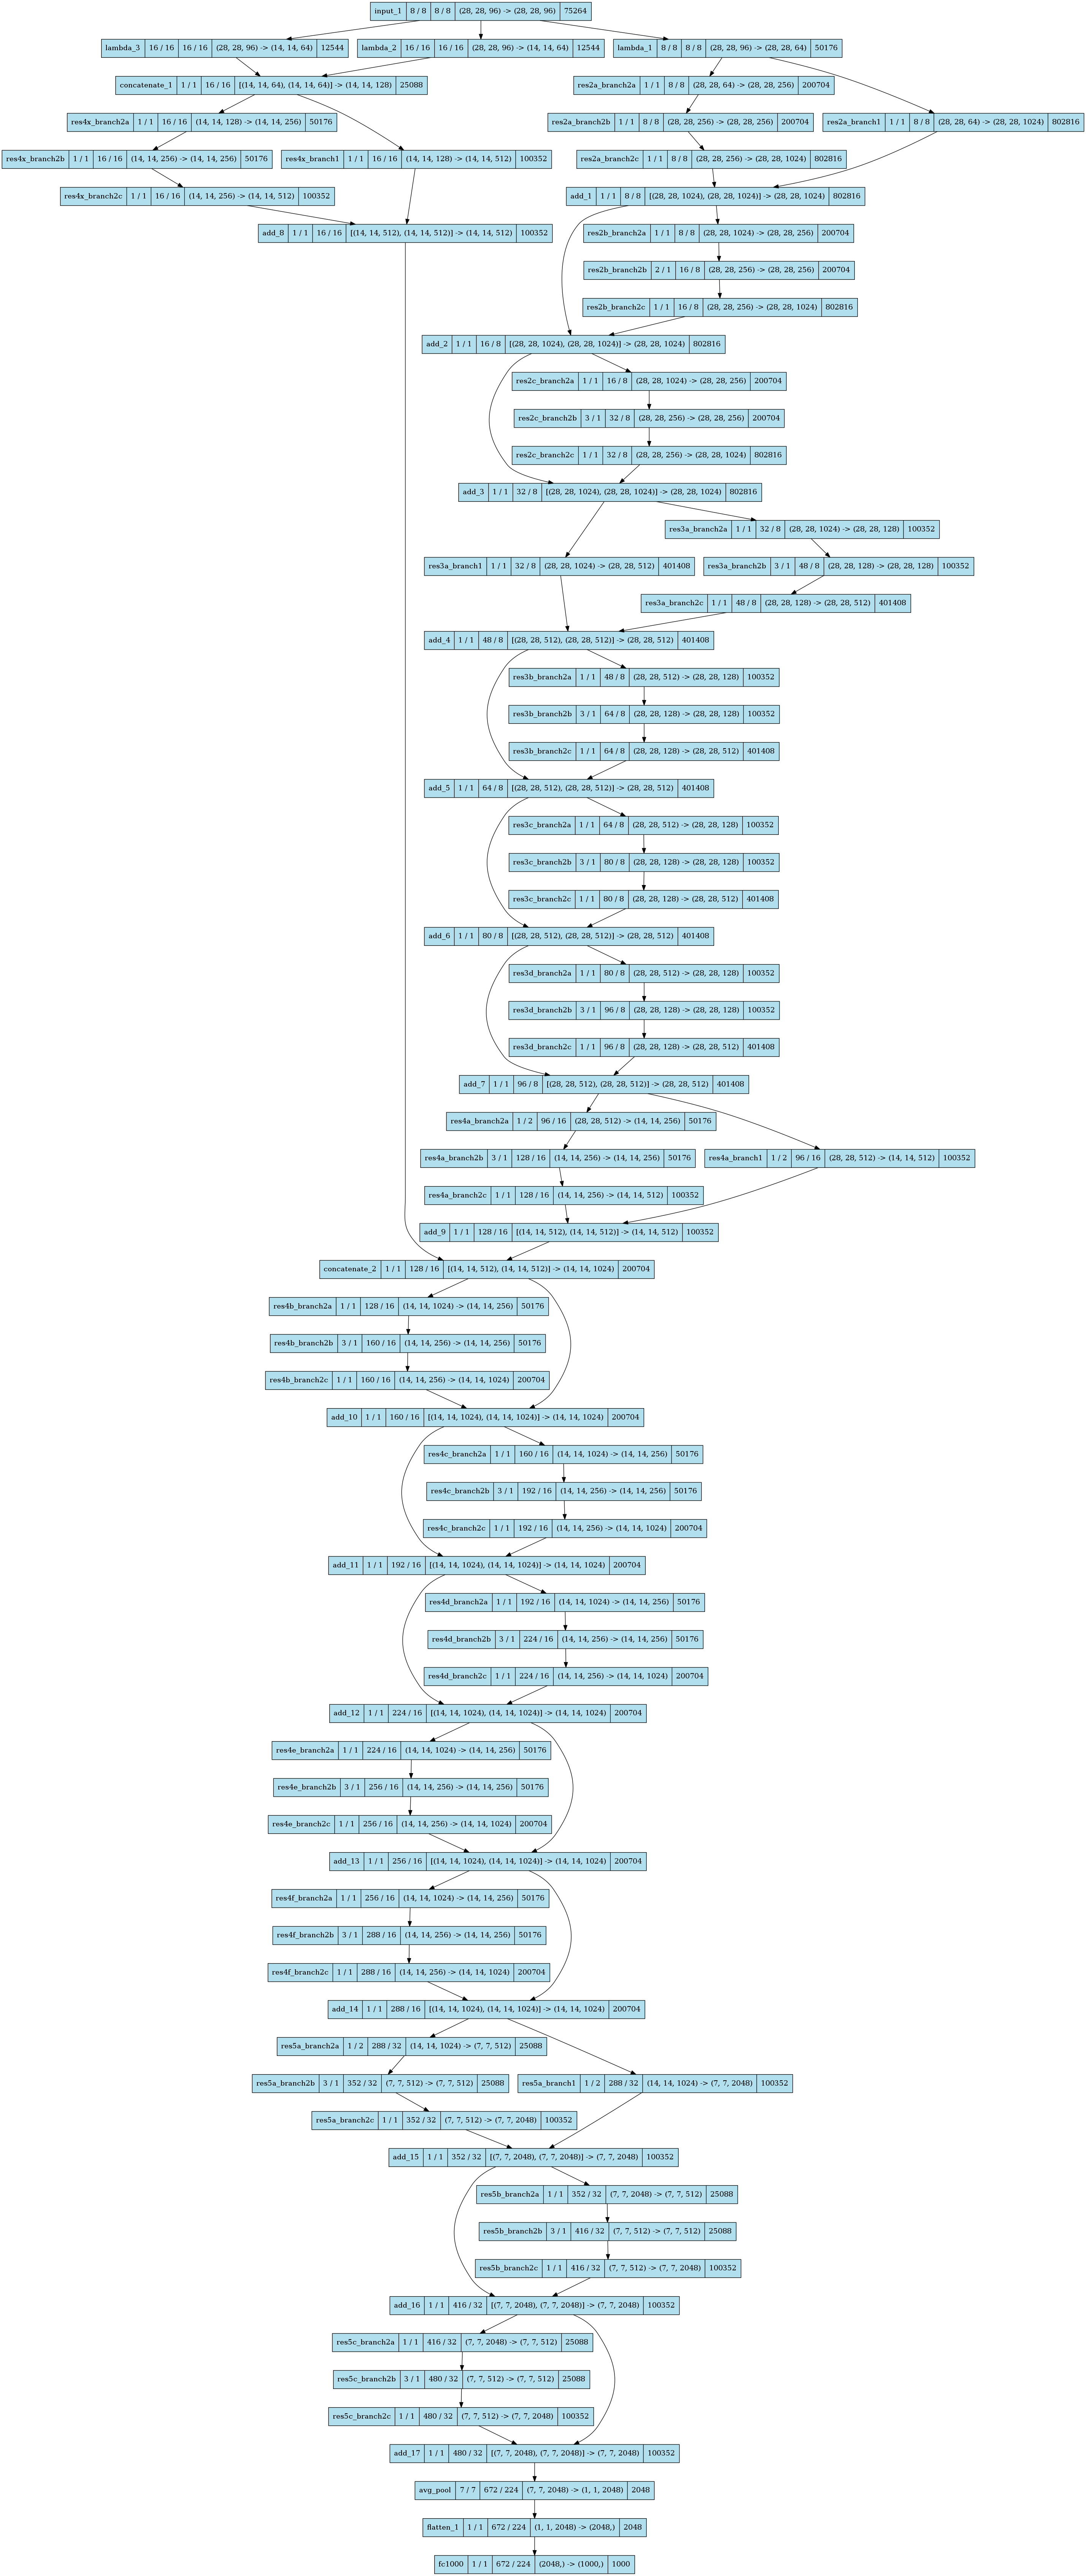 input_1 8 / 8 8 / 8 (28, 28, 96) -> (28, 28, 96) 75264
lambda_3 16 / 16 16 / 16 (28, 28, 96) -> (14, 14, 64) 12544
lambda_2 16 / 16 16 / 16 (28, 28, 96) -> (14, 14, 64) 12544
lambda_1 8 / 8 8 / 8 (28, 28, 96) -> (28, 28, 64) 50176
concatenate_1 1 / 1 16 / 16 [(14, 14, 64), (14, 14, 64)] -> (14, 14, 128) 25088
res2a_branch2a 1 / 1 8 / 8 (28, 28, 64) -> (28, 28, 256) 200704
res4x_branch2a 1 / 1 16 / 16 (14, 14, 128) -> (14, 14, 256) 50176
res2a_branch2b 1 / 1 8 / 8 (28, 28, 256) -> (28, 28, 256) 200704
res2a_branch1 1 / 1 8 / 8 (28, 28, 64) -> (28, 28, 1024) 802816
res4x_branch2b 1 / 1 16 / 16 (14, 14, 256) -> (14, 14, 256) 50176
res4x_branch1 1 / 1 16 / 16 (14, 14, 128) -> (14, 14, 512) 100352
res2a_branch2c 1 / 1 8 / 8 (28, 28, 256) -> (28, 28, 1024) 802816
res4x_branch2c 1 / 1 16 / 16 (14, 14, 256) -> (14, 14, 512) 100352
add_1 1 / 1 8 / 8 [(28, 28, 1024), (28, 28, 1024)] -> (28, 28, 1024) 802816
add_8 1 / 1 16 / 16 [(14, 14, 512), (14, 14, 512)] -> (14, 14, 512) 100352
res2b_branch2a 1 / 1 8 / 8 (28, 28, 1024) -> (28, 28, 256) 200704
res2b_branch2b 2 / 1 16 / 8 (28, 28, 256) -> (28, 28, 256) 200704
res2b_branch2c 1 / 1 16 / 8 (28, 28, 256) -> (28, 28, 1024) 802816
add_2 1 / 1 16 / 8 [(28, 28, 1024), (28, 28, 1024)] -> (28, 28, 1024) 802816
res2c_branch2a 1 / 1 16 / 8 (28, 28, 1024) -> (28, 28, 256) 200704
res2c_branch2b 3 / 1 32 / 8 (28, 28, 256) -> (28, 28, 256) 200704
res2c_branch2c 1 / 1 32 / 8 (28, 28, 256) -> (28, 28, 1024) 802816
add_3 1 / 1 32 / 8 [(28, 28, 1024), (28, 28, 1024)] -> (28, 28, 1024) 802816
res3a_branch2a 1 / 1 32 / 8 (28, 28, 1024) -> (28, 28, 128) 100352
res3a_branch1 1 / 1 32 / 8 (28, 28, 1024) -> (28, 28, 512) 401408
res3a_branch2b 3 / 1 48 / 8 (28, 28, 128) -> (28, 28, 128) 100352
res3a_branch2c 1 / 1 48 / 8 (28, 28, 128) -> (28, 28, 512) 401408
add_4 1 / 1 48 / 8 [(28, 28, 512), (28, 28, 512)] -> (28, 28, 512) 401408
res3b_branch2a 1 / 1 48 / 8 (28, 28, 512) -> (28, 28, 128) 100352
res3b_branch2b 3 / 1 64 / 8 (28, 28, 128) -> (28, 28, 128) 100352
res3b_branch2c 1 / 1 64 / 8 (28, 28, 128) -> (28, 28, 512) 401408
add_5 1 / 1 64 / 8 [(28, 28, 512), (28, 28, 512)] -> (28, 28, 512) 401408
res3c_branch2a 1 / 1 64 / 8 (28, 28, 512) -> (28, 28, 128) 100352
res3c_branch2b 3 / 1 80 / 8 (28, 28, 128) -> (28, 28, 128) 100352
res3c_branch2c 1 / 1 80 / 8 (28, 28, 128) -> (28, 28, 512) 401408
add_6 1 / 1 80 / 8 [(28, 28, 512), (28, 28, 512)] -> (28, 28, 512) 401408
res3d_branch2a 1 / 1 80 / 8 (28, 28, 512) -> (28, 28, 128) 100352
res3d_branch2b 3 / 1 96 / 8 (28, 28, 128) -> (28, 28, 128) 100352
res3d_branch2c 1 / 1 96 / 8 (28, 28, 128) -> (28, 28, 512) 401408
add_7 1 / 1 96 / 8 [(28, 28, 512), (28, 28, 512)] -> (28, 28, 512) 401408
res4a_branch2a 1 / 2 96 / 16 (28, 28, 512) -> (14, 14, 256) 50176
res4a_branch2b 3 / 1 128 / 16 (14, 14, 256) -> (14, 14, 256) 50176
res4a_branch1 1 / 2 96 / 16 (28, 28, 512) -> (14, 14, 512) 100352
res4a_branch2c 1 / 1 128 / 16 (14, 14, 256) -> (14, 14, 512) 100352
add_9 1 / 1 128 / 16 [(14, 14, 512), (14, 14, 512)] -> (14, 14, 512) 100352
concatenate_2 1 / 1 128 / 16 [(14, 14, 512), (14, 14, 512)] -> (14, 14, 1024) 200704
res4b_branch2a 1 / 1 128 / 16 (14, 14, 1024) -> (14, 14, 256) 50176
res4b_branch2b 3 / 1 160 / 16 (14, 14, 256) -> (14, 14, 256) 50176
res4b_branch2c 1 / 1 160 / 16 (14, 14, 256) -> (14, 14, 1024) 200704
add_10 1 / 1 160 / 16 [(14, 14, 1024), (14, 14, 1024)] -> (14, 14, 1024) 200704
res4c_branch2a 1 / 1 160 / 16 (14, 14, 1024) -> (14, 14, 256) 50176
res4c_branch2b 3 / 1 192 / 16 (14, 14, 256) -> (14, 14, 256) 50176
res4c_branch2c 1 / 1 192 / 16 (14, 14, 256) -> (14, 14, 1024) 200704
add_11 1 / 1 192 / 16 [(14, 14, 1024), (14, 14, 1024)] -> (14, 14, 1024) 200704
res4d_branch2a 1 / 1 192 / 16 (14, 14, 1024) -> (14, 14, 256) 50176
res4d_branch2b 3 / 1 224 / 16 (14, 14, 256) -> (14, 14, 256) 50176
res4d_branch2c 1 / 1 224 / 16 (14, 14, 256) -> (14, 14, 1024) 200704
add_12 1 / 1 224 / 16 [(14, 14, 1024), (14, 14, 1024)] -> (14, 14, 1024) 200704
res4e_branch2a 1 / 1 224 / 16 (14, 14, 1024) -> (14, 14, 256) 50176
res4e_branch2b 3 / 1 256 / 16 (14, 14, 256) -> (14, 14, 256) 50176
res4e_branch2c 1 / 1 256 / 16 (14, 14, 256) -> (14, 14, 1024) 200704
add_13 1 / 1 256 / 16 [(14, 14, 1024), (14, 14, 1024)] -> (14, 14, 1024) 200704
res4f_branch2a 1 / 1 256 / 16 (14, 14, 1024) -> (14, 14, 256) 50176
res4f_branch2b 3 / 1 288 / 16 (14, 14, 256) -> (14, 14, 256) 50176
res4f_branch2c 1 / 1 288 / 16 (14, 14, 256) -> (14, 14, 1024) 200704
add_14 1 / 1 288 / 16 [(14, 14, 1024), (14, 14, 1024)] -> (14, 14, 1024) 200704
res5a_branch2a 1 / 2 288 / 32 (14, 14, 1024) -> (7, 7, 512) 25088
res5a_branch2b 3 / 1 352 / 32 (7, 7, 512) -> (7, 7, 512) 25088
res5a_branch1 1 / 2 288 / 32 (14, 14, 1024) -> (7, 7, 2048) 100352
res5a_branch2c 1 / 1 352 / 32 (7, 7, 512) -> (7, 7, 2048) 100352
add_15 1 / 1 352 / 32 [(7, 7, 2048), (7, 7, 2048)] -> (7, 7, 2048) 100352
res5b_branch2a 1 / 1 352 / 32 (7, 7, 2048) -> (7, 7, 512) 25088
res5b_branch2b 3 / 1 416 / 32 (7, 7, 512) -> (7, 7, 512) 25088
res5b_branch2c 1 / 1 416 / 32 (7, 7, 512) -> (7, 7, 2048) 100352
add_16 1 / 1 416 / 32 [(7, 7, 2048), (7, 7, 2048)] -> (7, 7, 2048) 100352
res5c_branch2a 1 / 1 416 / 32 (7, 7, 2048) -> (7, 7, 512) 25088
res5c_branch2b 3 / 1 480 / 32 (7, 7, 512) -> (7, 7, 512) 25088
res5c_branch2c 1 / 1 480 / 32 (7, 7, 512) -> (7, 7, 2048) 100352
add_17 1 / 1 480 / 32 [(7, 7, 2048), (7, 7, 2048)] -> (7, 7, 2048) 100352
avg_pool 7 / 7 672 / 224 (7, 7, 2048) -> (1, 1, 2048) 2048
flatten_1 1 / 1 672 / 224 (1, 1, 2048) -> (2048,) 2048
fc1000 1 / 1 672 / 224 (2048,) -> (1000,) 1000